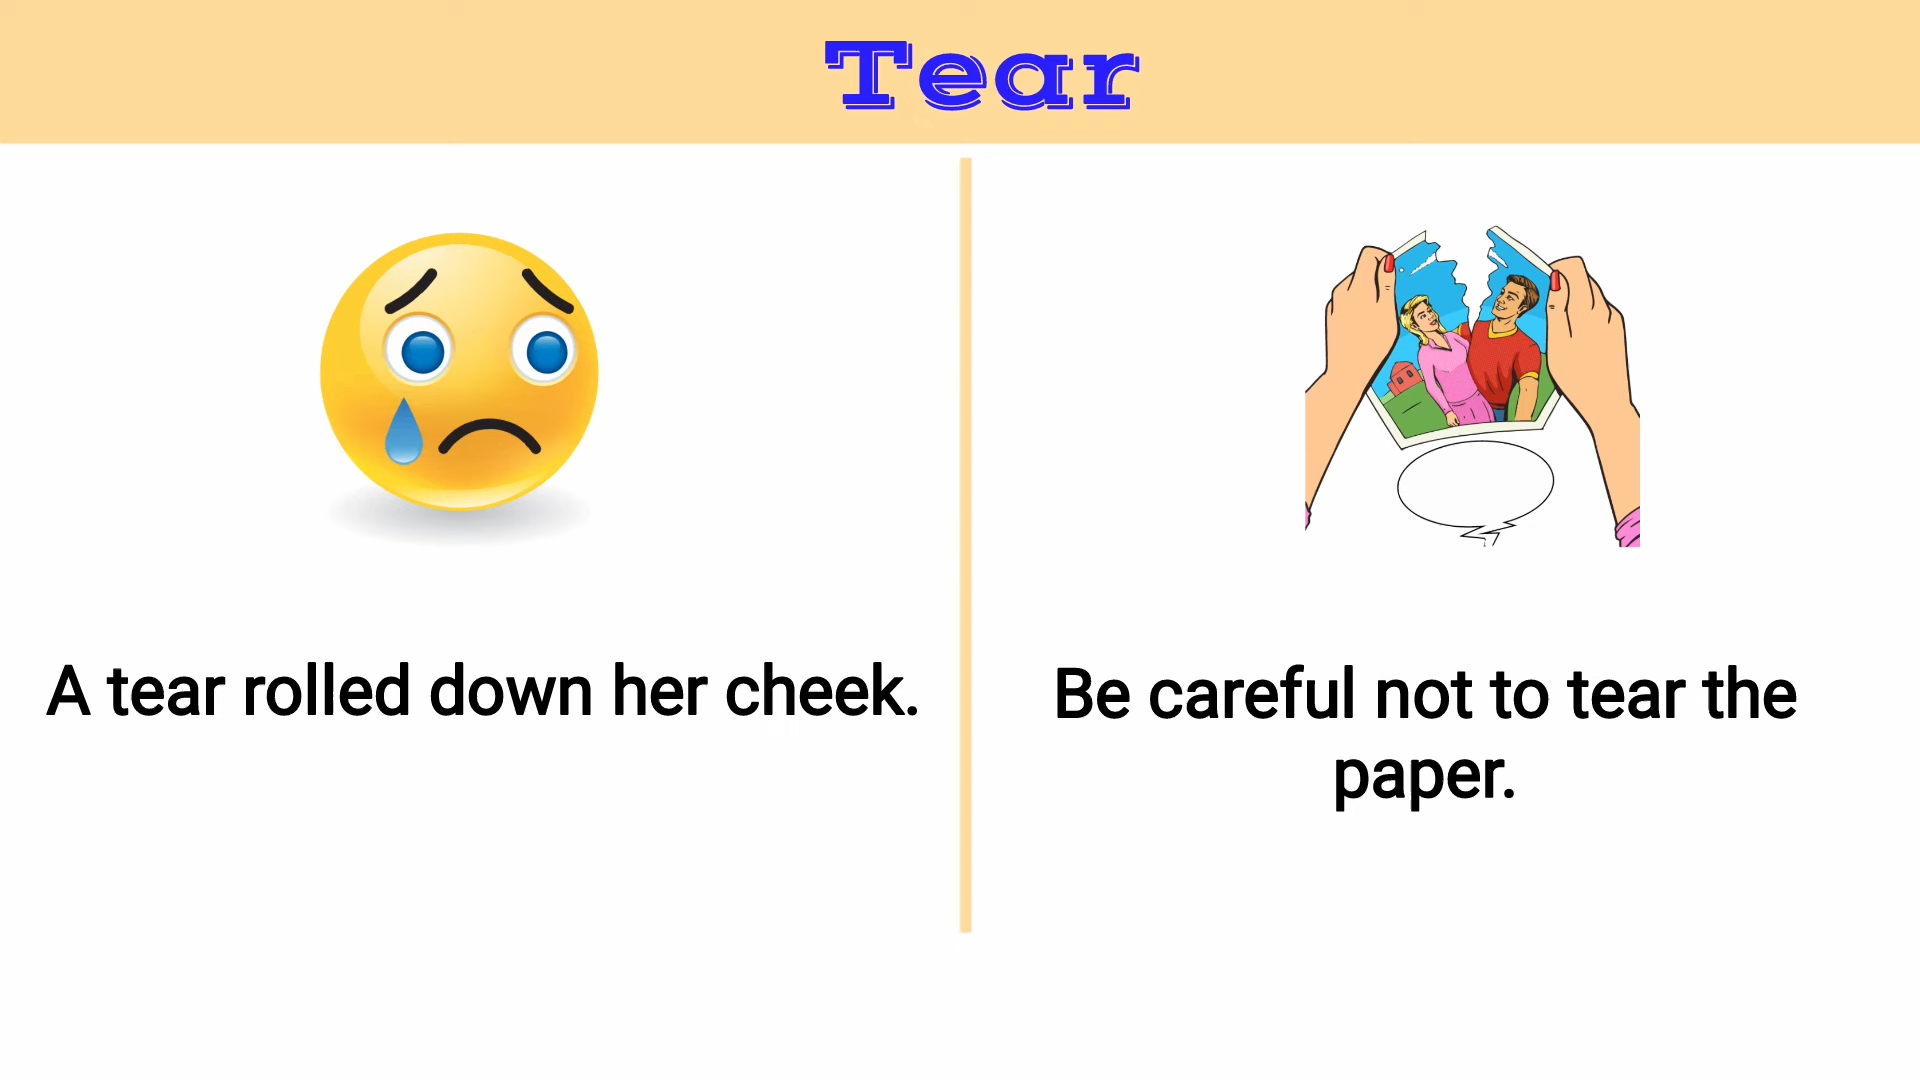 Tear
A tear rolled down her cheek.
Be careful not to tear the
paper.